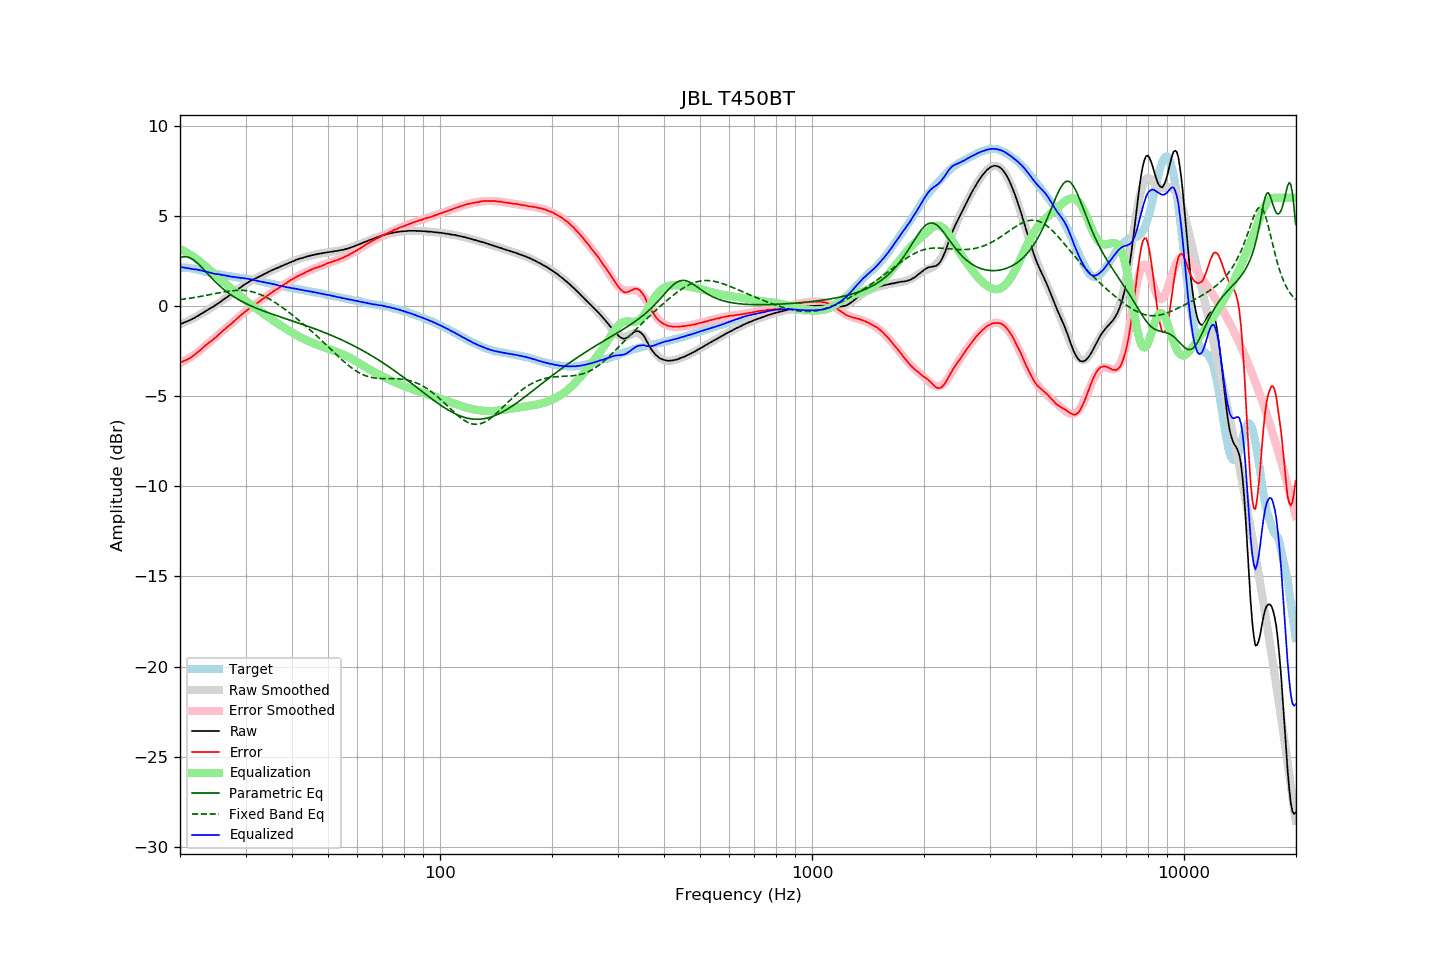 JBL T450BT
10
5
0
−5
−10
−15
−20
−25
−30
Amplitude (dBr)
Target
Raw Smoothed
Error Smoothed
Raw
Error
Equalization
Parametric Eq
Fixed Band Eq
Equalized
100
1000
10000
Frequency (Hz)